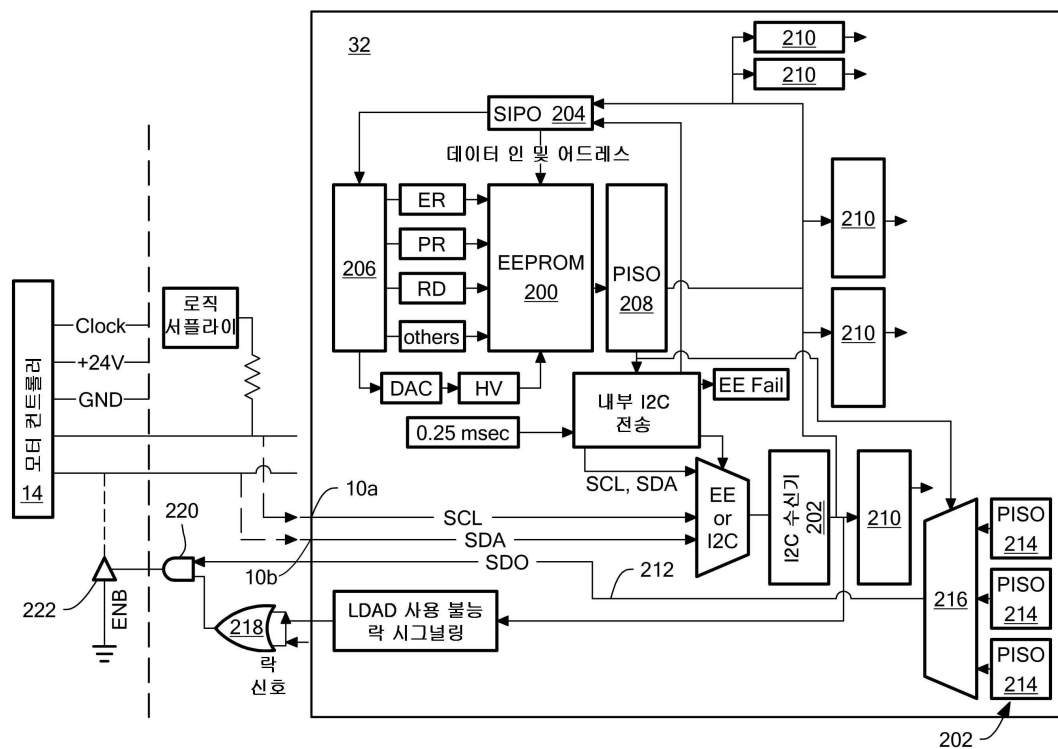 32
210
210
SIPO 204
데이터 인 및 어드레스
206
ER
PR
RD
others
EEPROM
200
PISO
208
210
210
로직
서플라이
모터 컨트롤러
14
Clock
+24V
GND
DAC
HV
0.25 msec
내부 I2C
전송
EE Fail
SCL, SDA
EE
or
I2C
I2C 수신기
202
210
10a
SCL
SDA
10b
SDO
212
220
222
ENB
218
락
신호
LDAD 사용 불능
락 시그널링
216
PISO
214
PISO
214
PISO
214
202